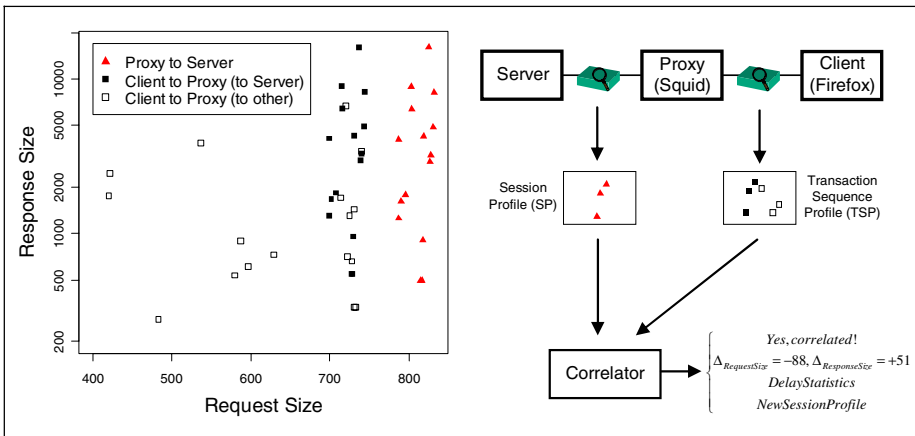 Proxy to Server
Client to Proxy (to Server)
Client to Proxy (to other)
Response Size
10000
5000
2000
1000
500
200
400
500
600
700
800
Request Size
Server
Proxy
(Squid)
Client
(Firefox)
Session
Profile (SP)
Transaction
Sequence
Profile (TSP)
Correlator
Yes, correlated!
Δ RequestSize = −88, Δ ResponseSize = +51
DelayStatistics
NewSessionProfile